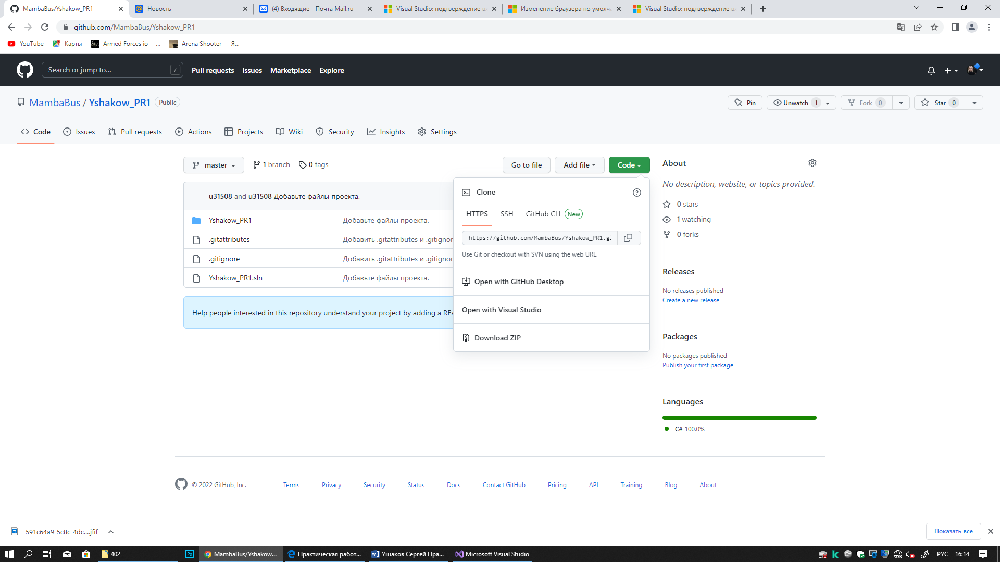 MambaBus/Yshakow_PR1
Новость
(4) Входящие - Почта Mail.ru
Visual Studio: подтверждение
Изменение браузера по умолч
Visual Studio: подтверждение
github.com/MambaBus/Yshakow_PR1
YouTube
Карты
Armed Forces io —...
Arena Shooter — Я...
Search or jump to...
/
Pull requests
Issues
Marketplace
Explore
MambaBus / Yshakow_PR1
Public
Pin
Unwatch 1
Fork 0
Star 0
Code
Issues
Pull requests
Actions
Projects
Wiki
Security
Insights
Settings
master
1 branch
0 tags
Go to file
Add file
Code
u31508 and u31508 Добавьте файлы проекта.
Yshakow_PR1
Добавьте файлы проекта.
.gitattributes
Добавить .gitattributes и .gitignor
.gitignore
Добавить .gitattributes и .gitignor
Yshakow_PR1.sln
Добавьте файлы проекта.
Help people interested in this repository understand your project by adding a REA
Clone
HTTPS
SSH
GitHub CLI
New
https://github.com/MambaBus/Yshakow_PR1.gi
Use Git or checkout with SVN using the web URL.
Open with GitHub Desktop
Open with Visual Studio
Download ZIP
About
No description, website, or topics provided.
0 stars
1 watching
0 forks
Releases
No releases published
Create a new release
Packages
No packages published
Publish your first package
Languages
C# 100.0%
© 2022 GitHub, Inc.
Terms
Privacy
Security
Status
Docs
Contact GitHub
Pricing
API
Training
Blog
About
591c64a9-5c8c-4dc....jfif
Показать все
402
Ps
MambaBus/Yshakow...
Практическая работ...
Ушаков Сергей Пра...
Microsoft Visual Studio
РУС
16:14